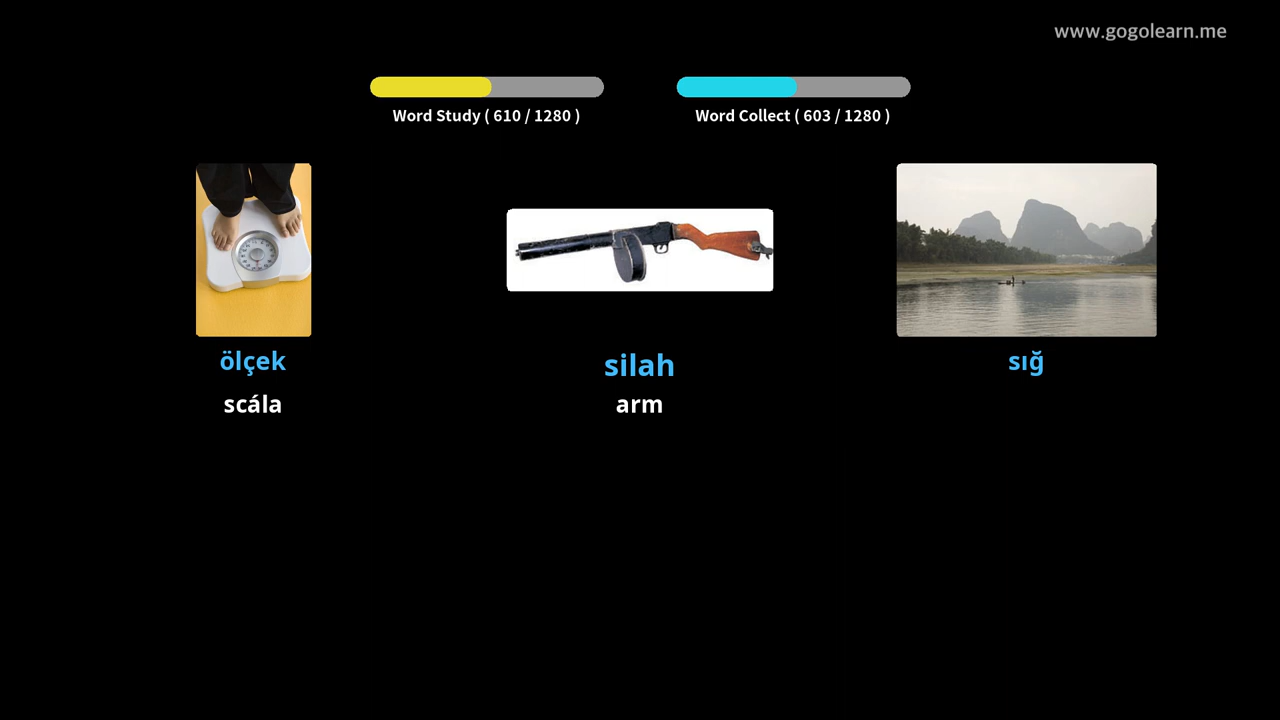 www.gogolearn.me
Word Study ( 610 / 1280 )
Word Collect ( 603 / 1280 )
ölçek
silah
sığ
scála
arm